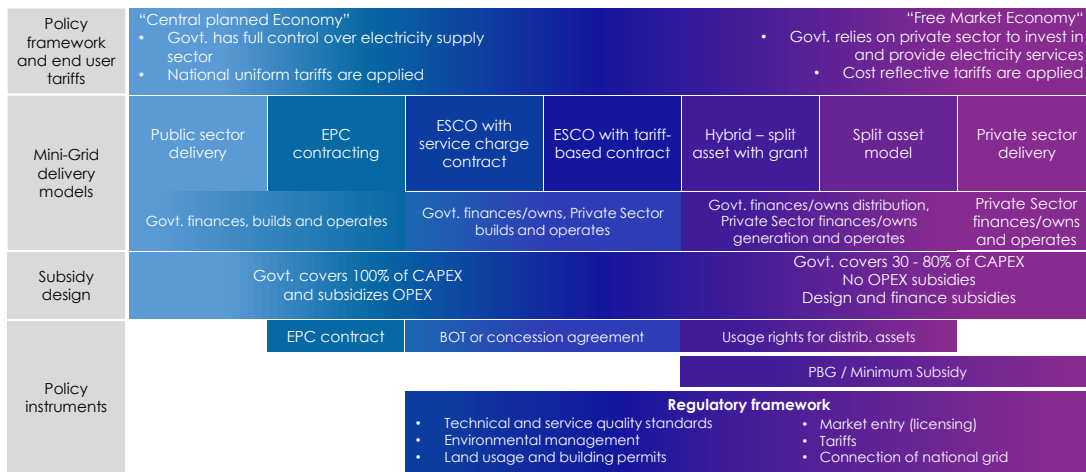 Policy
framework
and end user
tariffs
“Central planned Economy”
• Govt. has full control over electricity supply
sector
• National uniform tariffs are applied
“Free Market Economy“
• Govt. relies on private sector to invest in
and provide electricity services
• Cost reflective tariffs are applied
Mini-Grid
delivery
models
Public sector
delivery
EPC
contracting
ESCO with
service charge
contract
ESCO with tariff-
based contract
Hybrid – split
asset with grant
Split asset
model
Private sector
delivery
Govt. finances, builds and operates
Govt. finances/owns, Private Sector
builds and operates
Govt. finances/owns distribution,
Private Sector finances/owns
generation and operates
Private Sector
finances/owns
and operates
Subsidy
design
Govt. covers 100% of CAPEX
and subsidizes OPEX
Govt. covers 30 - 80% of CAPEX
No OPEX subsidies
Design and finance subsidies
Policy
instruments
EPC contract
BOT or concession agreement
Usage rights for distrib. assets
PBG / Minimum Subsidy
Regulatory framework
• Technical and service quality standards
• Environmental management
• Land usage and building permits
• Market entry (licensing)
• Tariffs
• Connection of national grid